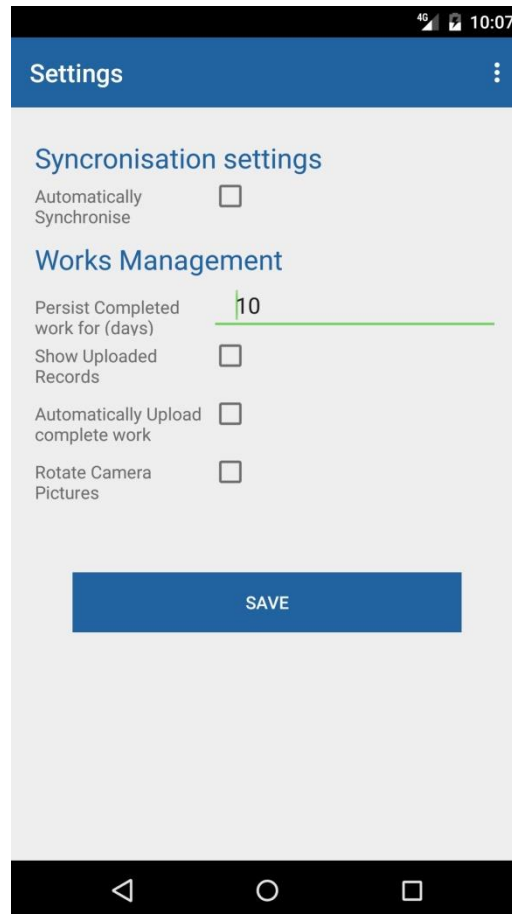 4G 10:07
Settings
Syncronisation settings
Automatically
Synchronise
Works Management
Persist Completed
work for (days)
10
Show Uploaded
Records
Automatically Upload
complete work
Rotate Camera
Pictures
SAVE